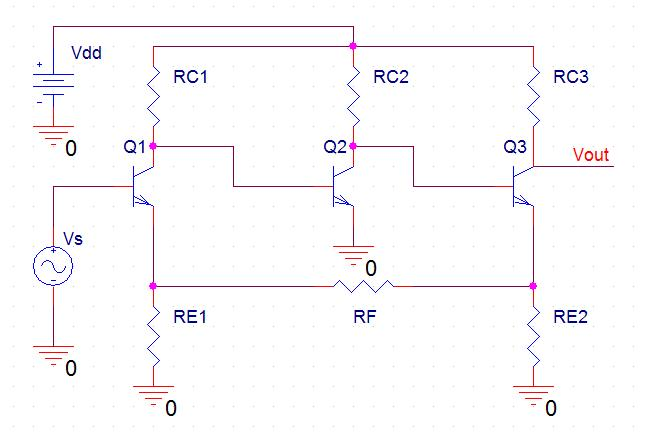 Vdd
RC1
RC2
RC3
+
-
0
Q1
Q2
Q3
Vout
Vs
+
-
0
RE1
RF
RE2
0
0
0